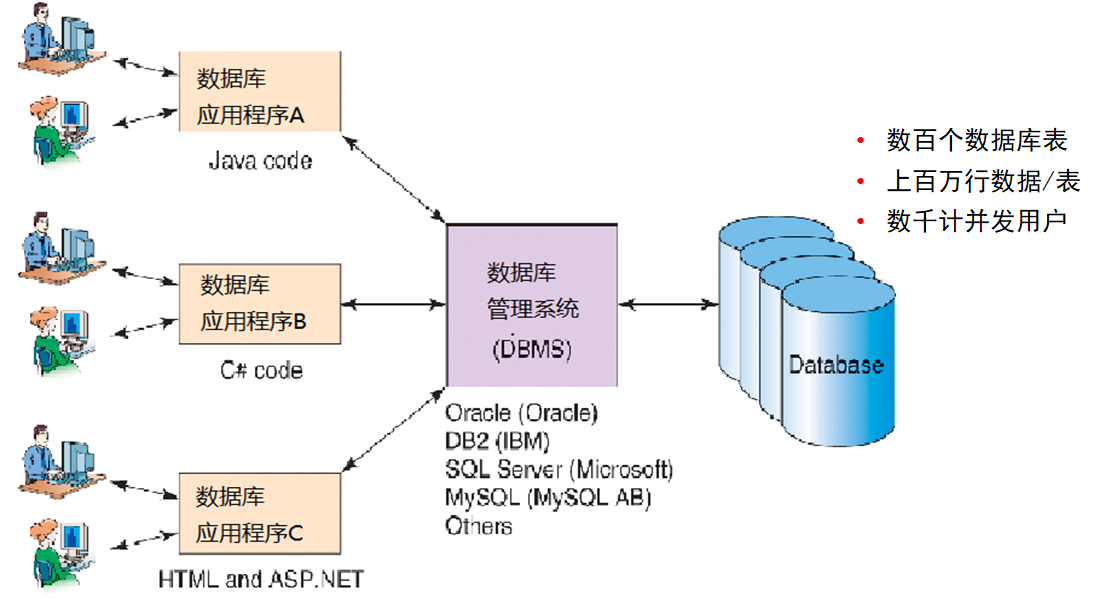 数据库
应用程序A
Java code
数据库
应用程序B
C# code
数据库
应用程序C
HTML and ASP.NET
数据库
管理系统
(DBMS)
Oracle (Oracle)
DB2 (IBM)
SQL Server (Microsoft)
MySQL (MySQL AB)
Others
• 数百个数据库表
• 上百万行数据/表
• 数千计并发用户
Database